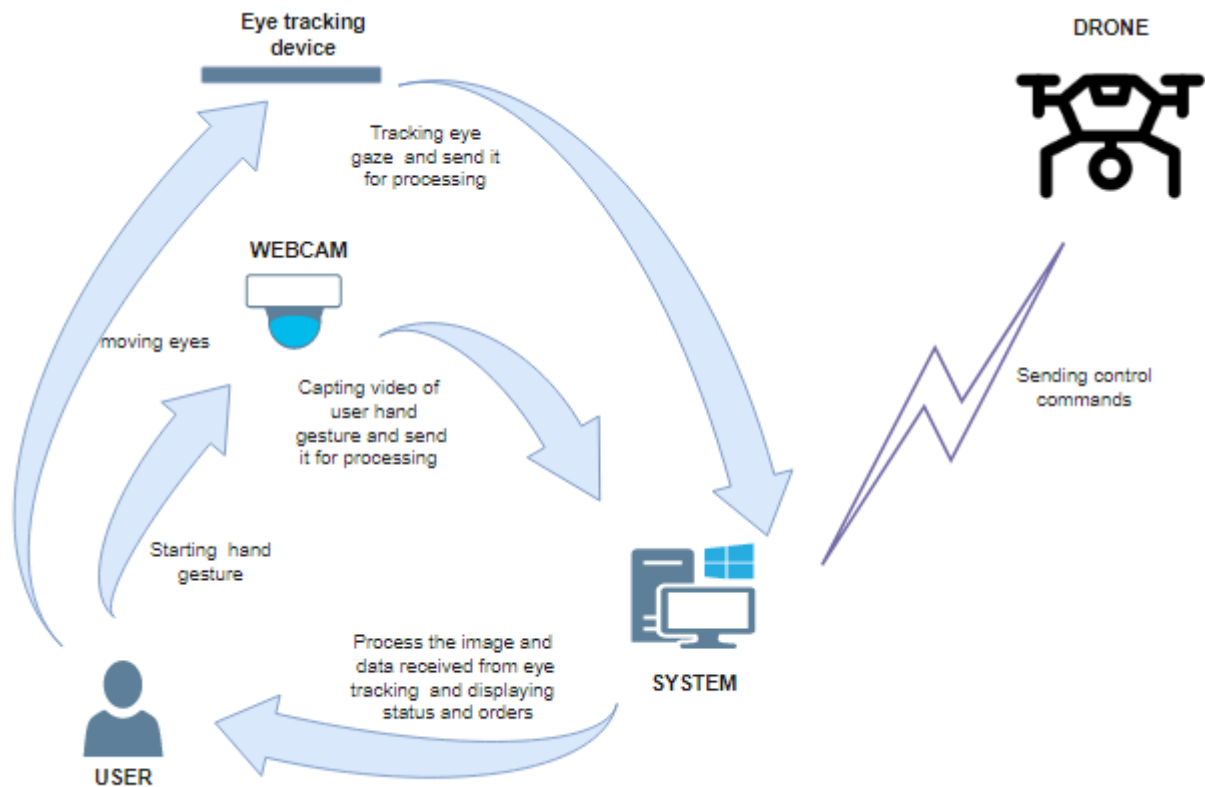 Eye tracking
device
DRONE
Tracking eye
gaze and send it
for processing
WEBCAM
moving eyes
Capting video of
user hand
gesture and send
it for processing
Sending control
commands
Starting hand
gesture
Process the image and
data received from eye
tracking and displaying
status and orders
SYSTEM
USER